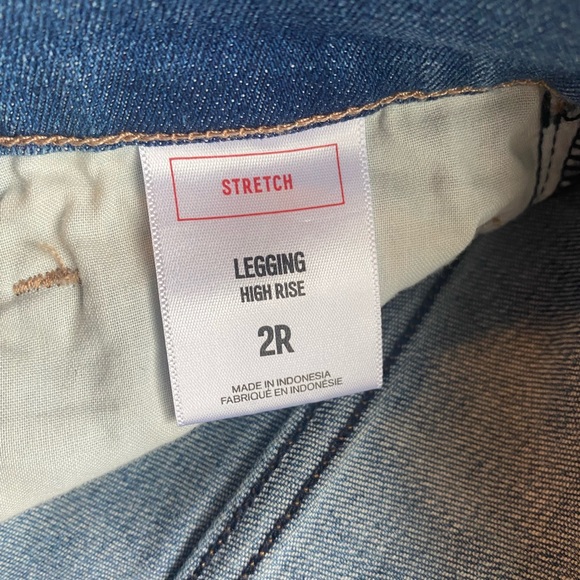 STRETCH
LEGGING
HIGH RISE
2R
MADE IN INDONESIA
FABRIQUÉ EN INDONÉSIE